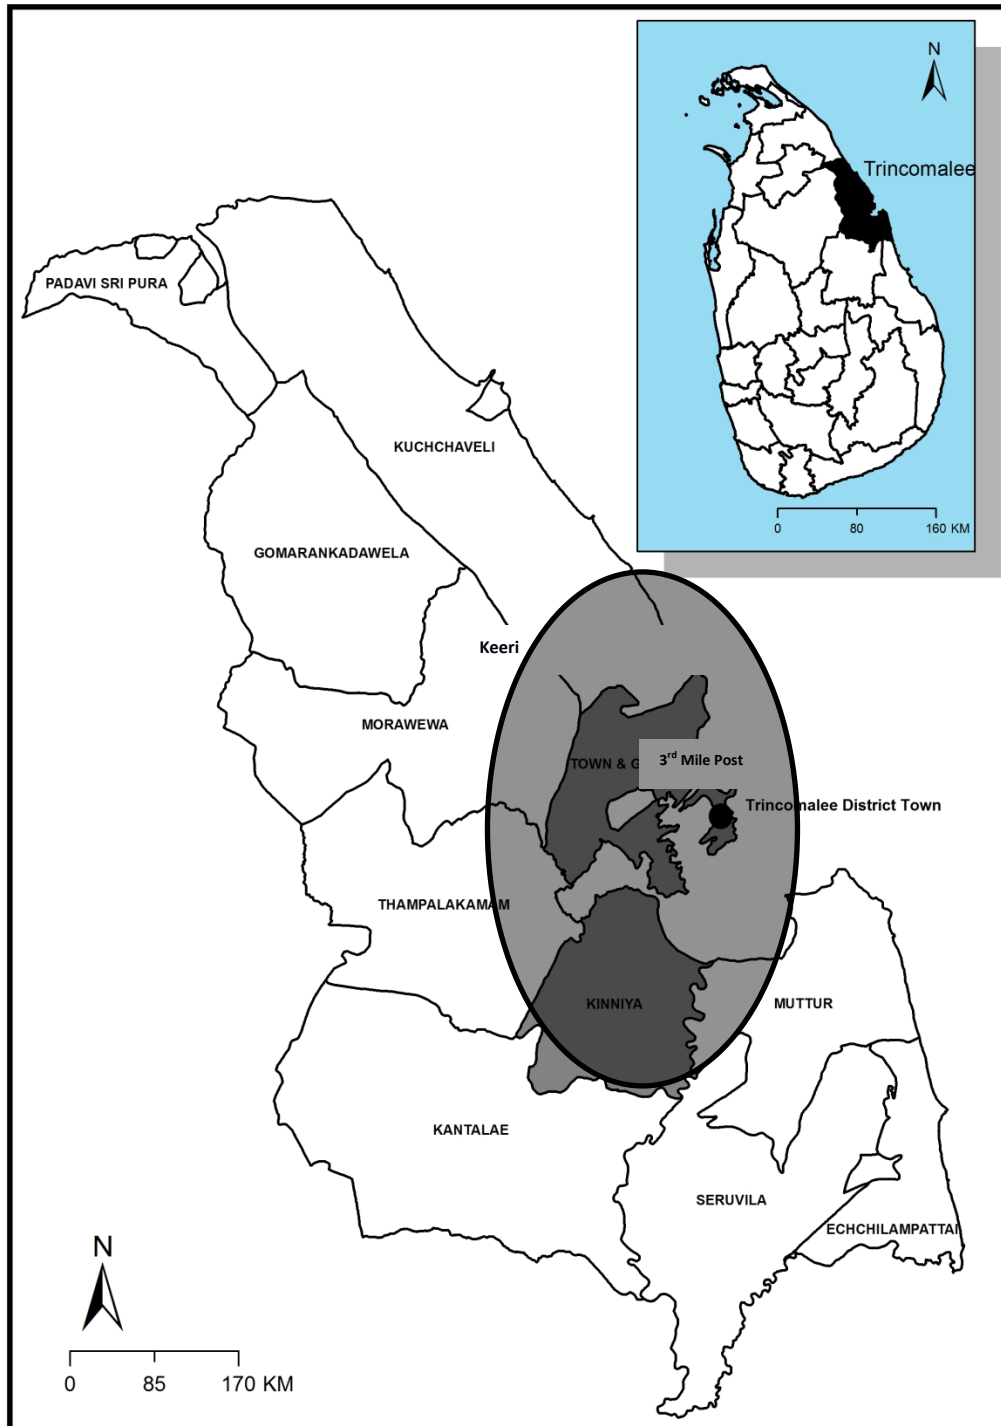 N
Trincomalee
0 80 160 KM
PADAVI SRI PURA
KUCHCHAVELI
GOMARANKADAWELA
Keeri
MORAWEWA
TOWN & G
3rd Mile Post
Trincomalee District Town
THAMPALAKAMAM
KINNIYA
MUTTUR
KANTALAE
SERUVILA
ECHCHILAMPATTAI
N
0 85 170 KM